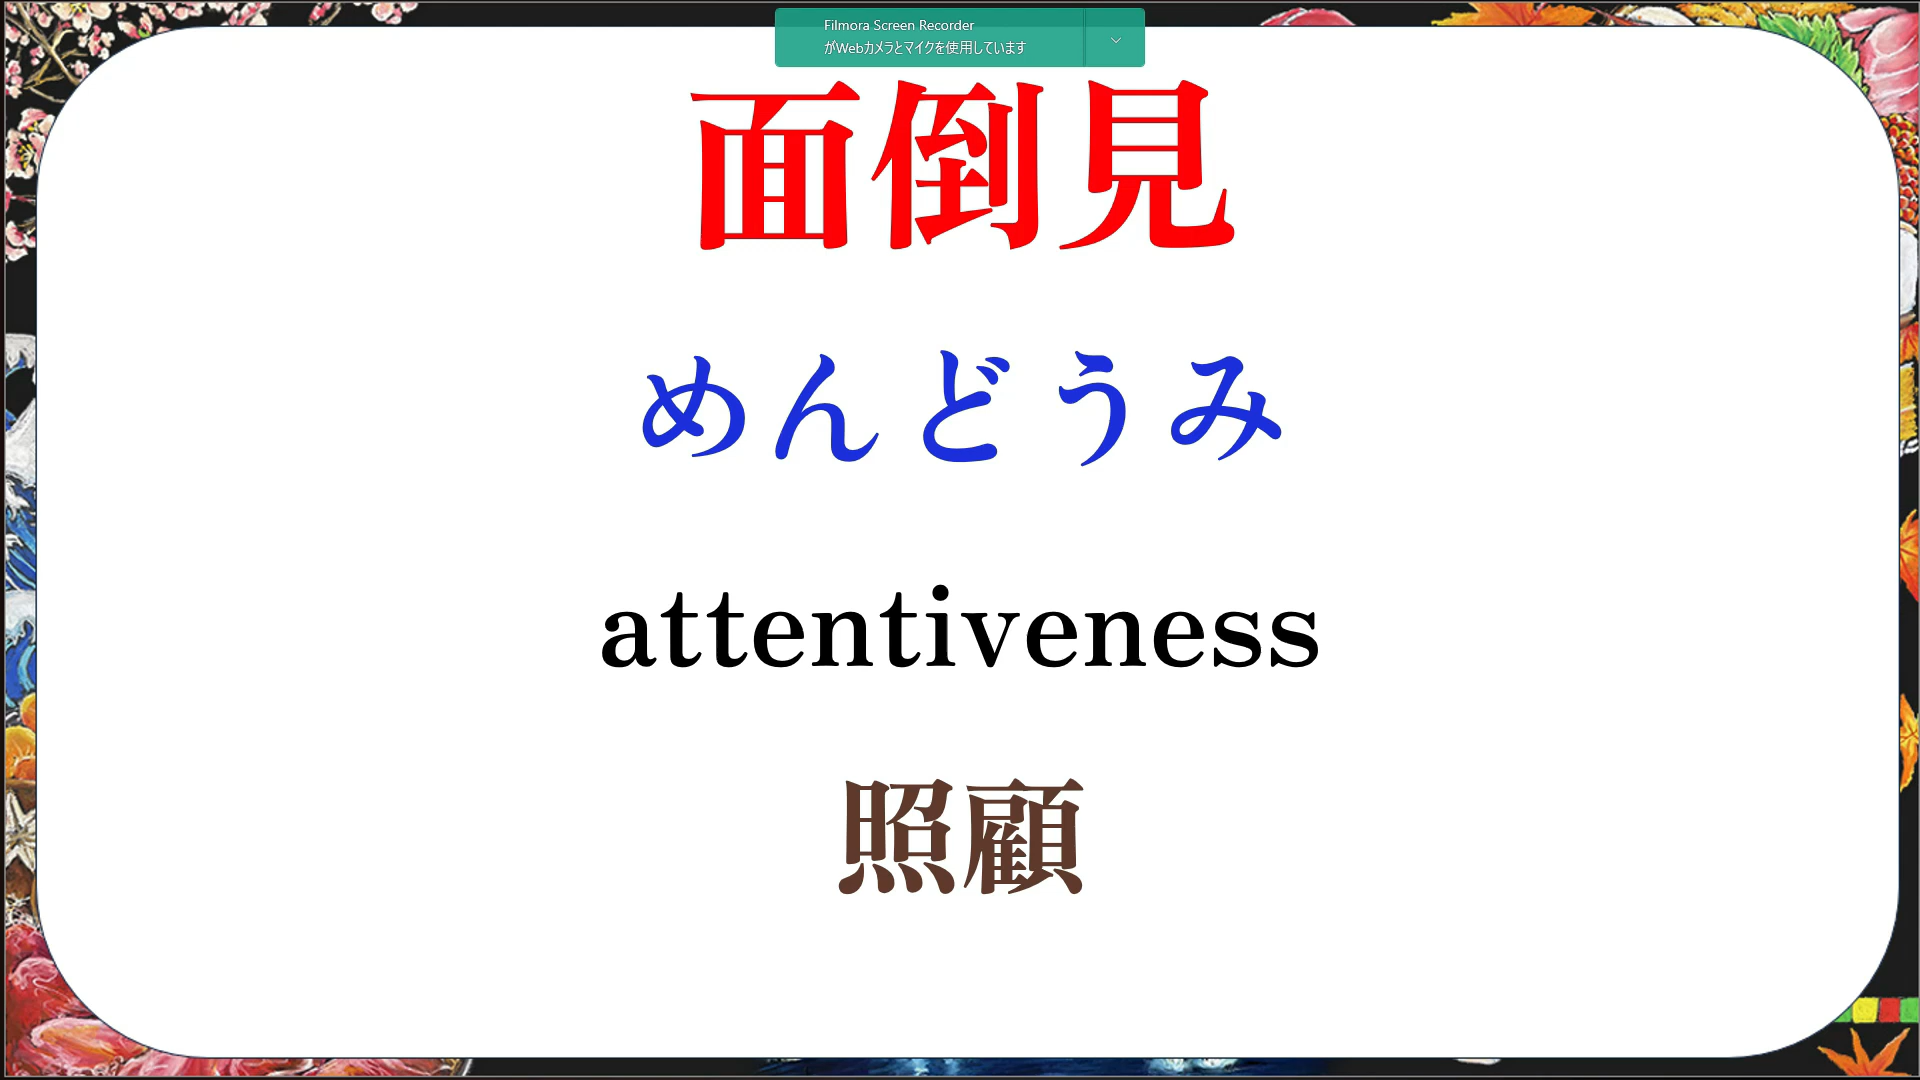 Filmora Screen Recorder
がWebカメラとマイクを使用しています
面倒見
めんどうみ
attentiveness
照顧